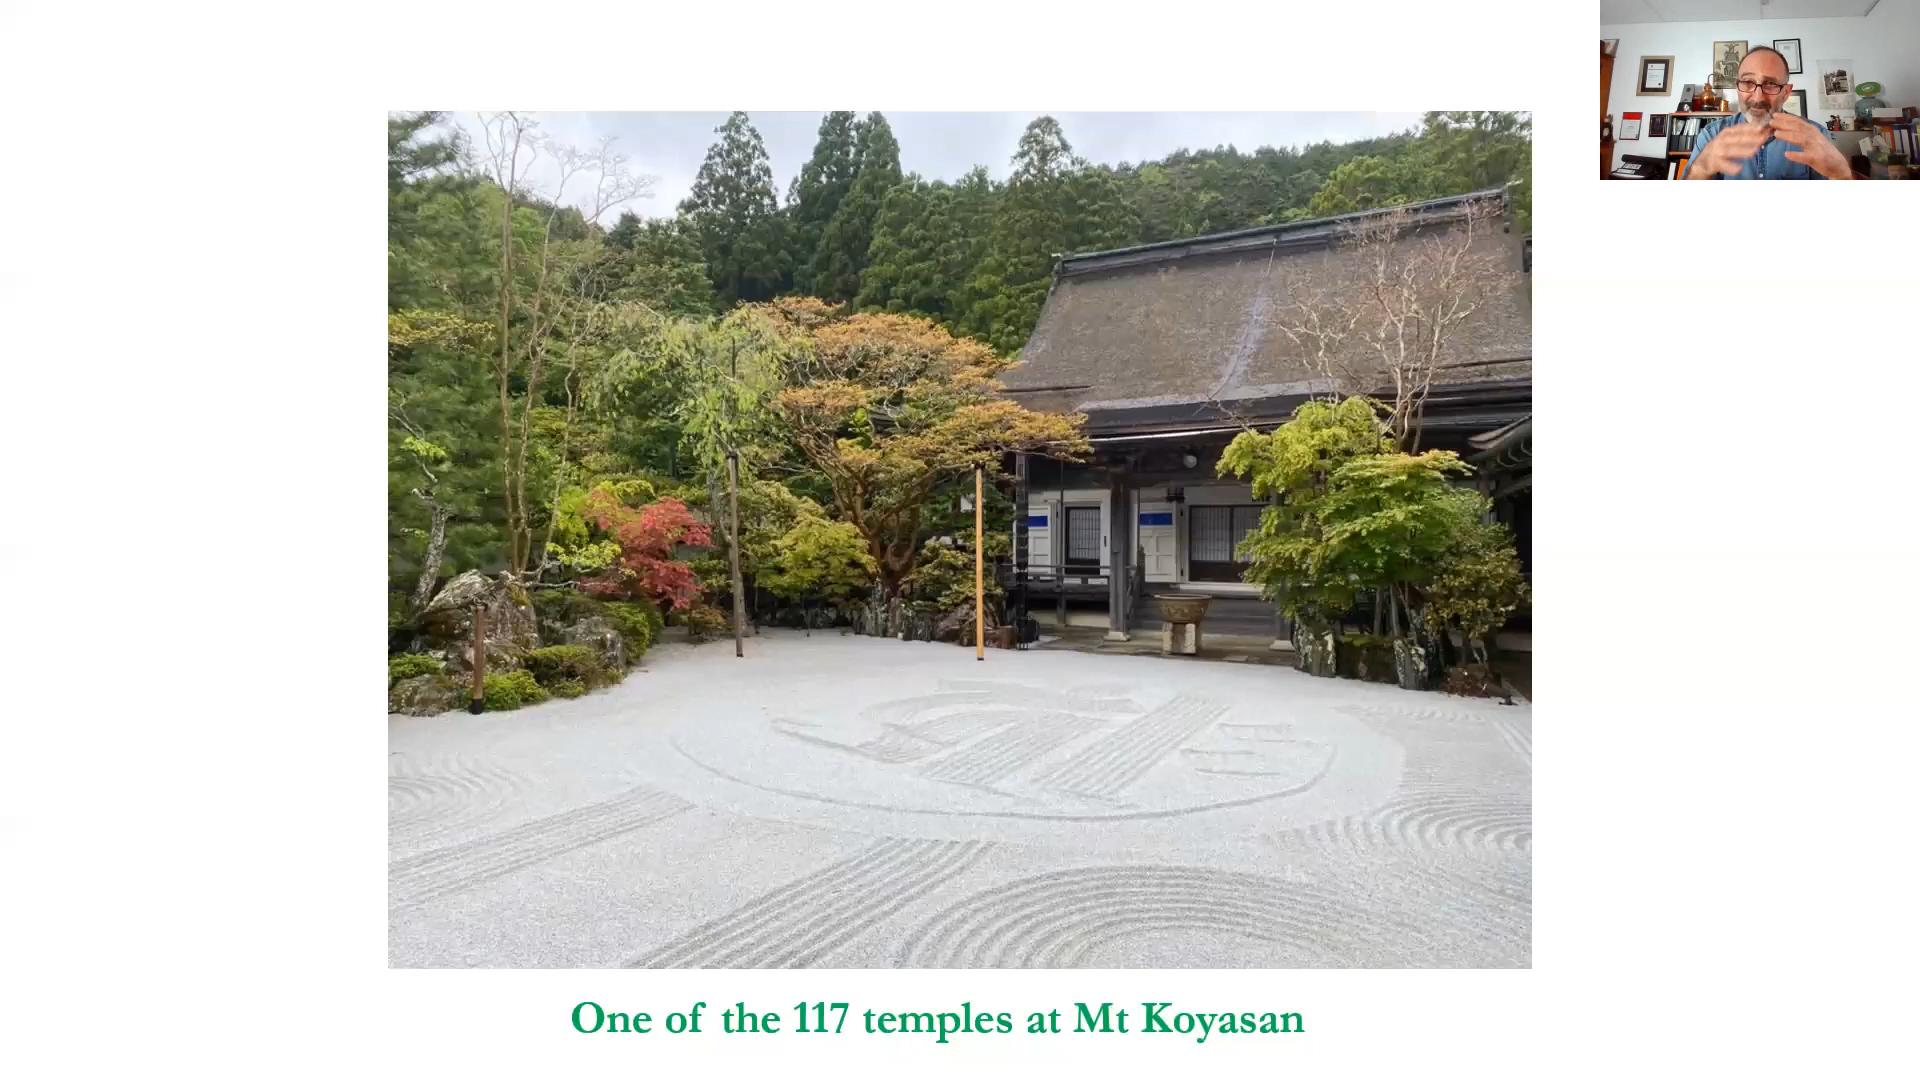 One of the 117 temples at Mt Koyasan